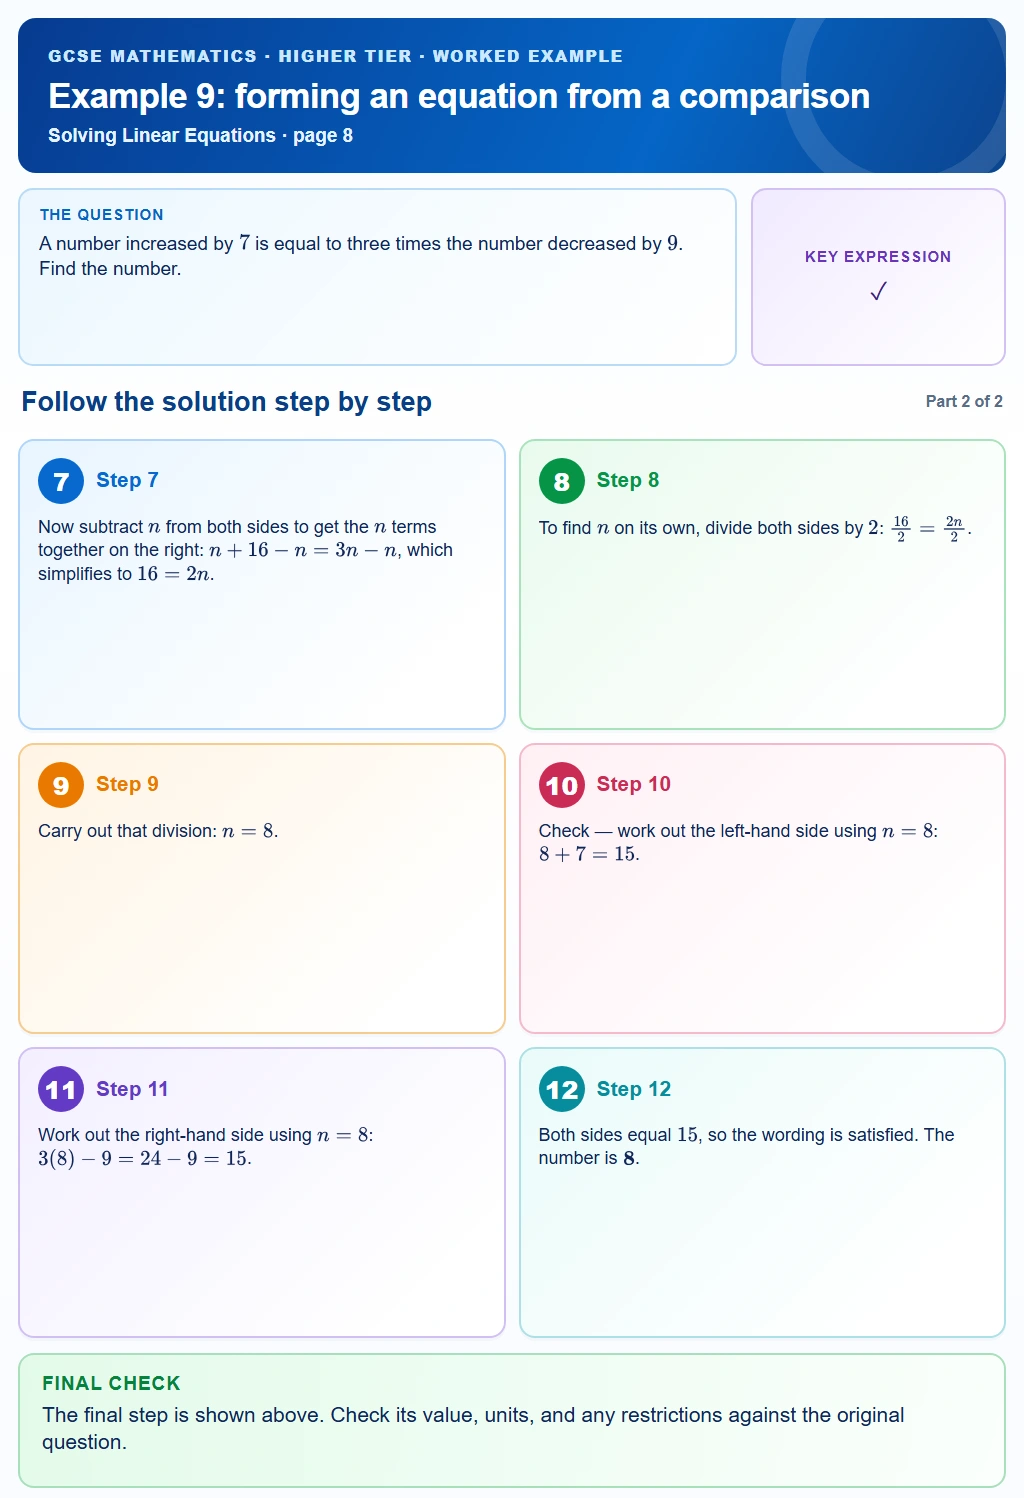 GCSE MATHEMATICS · HIGHER TIER · WORKED EXAMPLE
Example 9: forming an equation from a comparison
Solving Linear Equations · page 8
THE QUESTION
A number increased by 7 is equal to three times the number decreased by 9.
Find the number.
KEY EXPRESSION
✓
Follow the solution step by step
Part 2 of 2
7 Step 7
Now subtract n from both sides to get the n terms
together on the right: n + 16 − n = 3n − n, which
simplifies to 16 = 2n.
8 Step 8
To find n on its own, divide both sides by 2: 16/2 = 2n/2.
9 Step 9
Carry out that division: n = 8.
10 Step 10
Check — work out the left-hand side using n = 8:
8 + 7 = 15.
11 Step 11
Work out the right-hand side using n = 8:
3(8) − 9 = 24 − 9 = 15.
12 Step 12
Both sides equal 15, so the wording is satisfied. The
number is 8.
FINAL CHECK
The final step is shown above. Check its value, units, and any restrictions against the original
question.